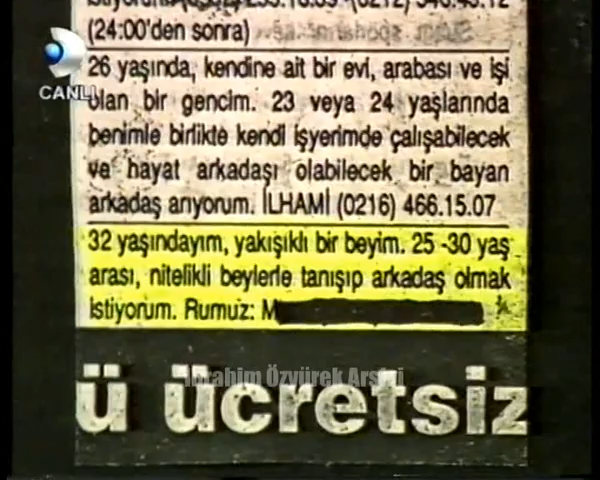 (24:00'den sonra)
CANLI
26 yaşında, kendine ait bir evi, arabası ve işi
olan bir gencim. 23 veya 24 yaşlarında
benimle birlikte kendi işyerimde çalışabilecek
ve hayat arkadaşı olabilecek bir bayan
arkadaş arıyorum. İLHAMİ (0216) 466.15.07
32 yaşındayım, yakışıklı bir beyim. 25 -30 yaş
arası, nitelikli beylerle tanışıp arkadaş olmak
istiyorum. Rumuz: M
İbrahim Özyürek Arşivi
ü ücretsiz